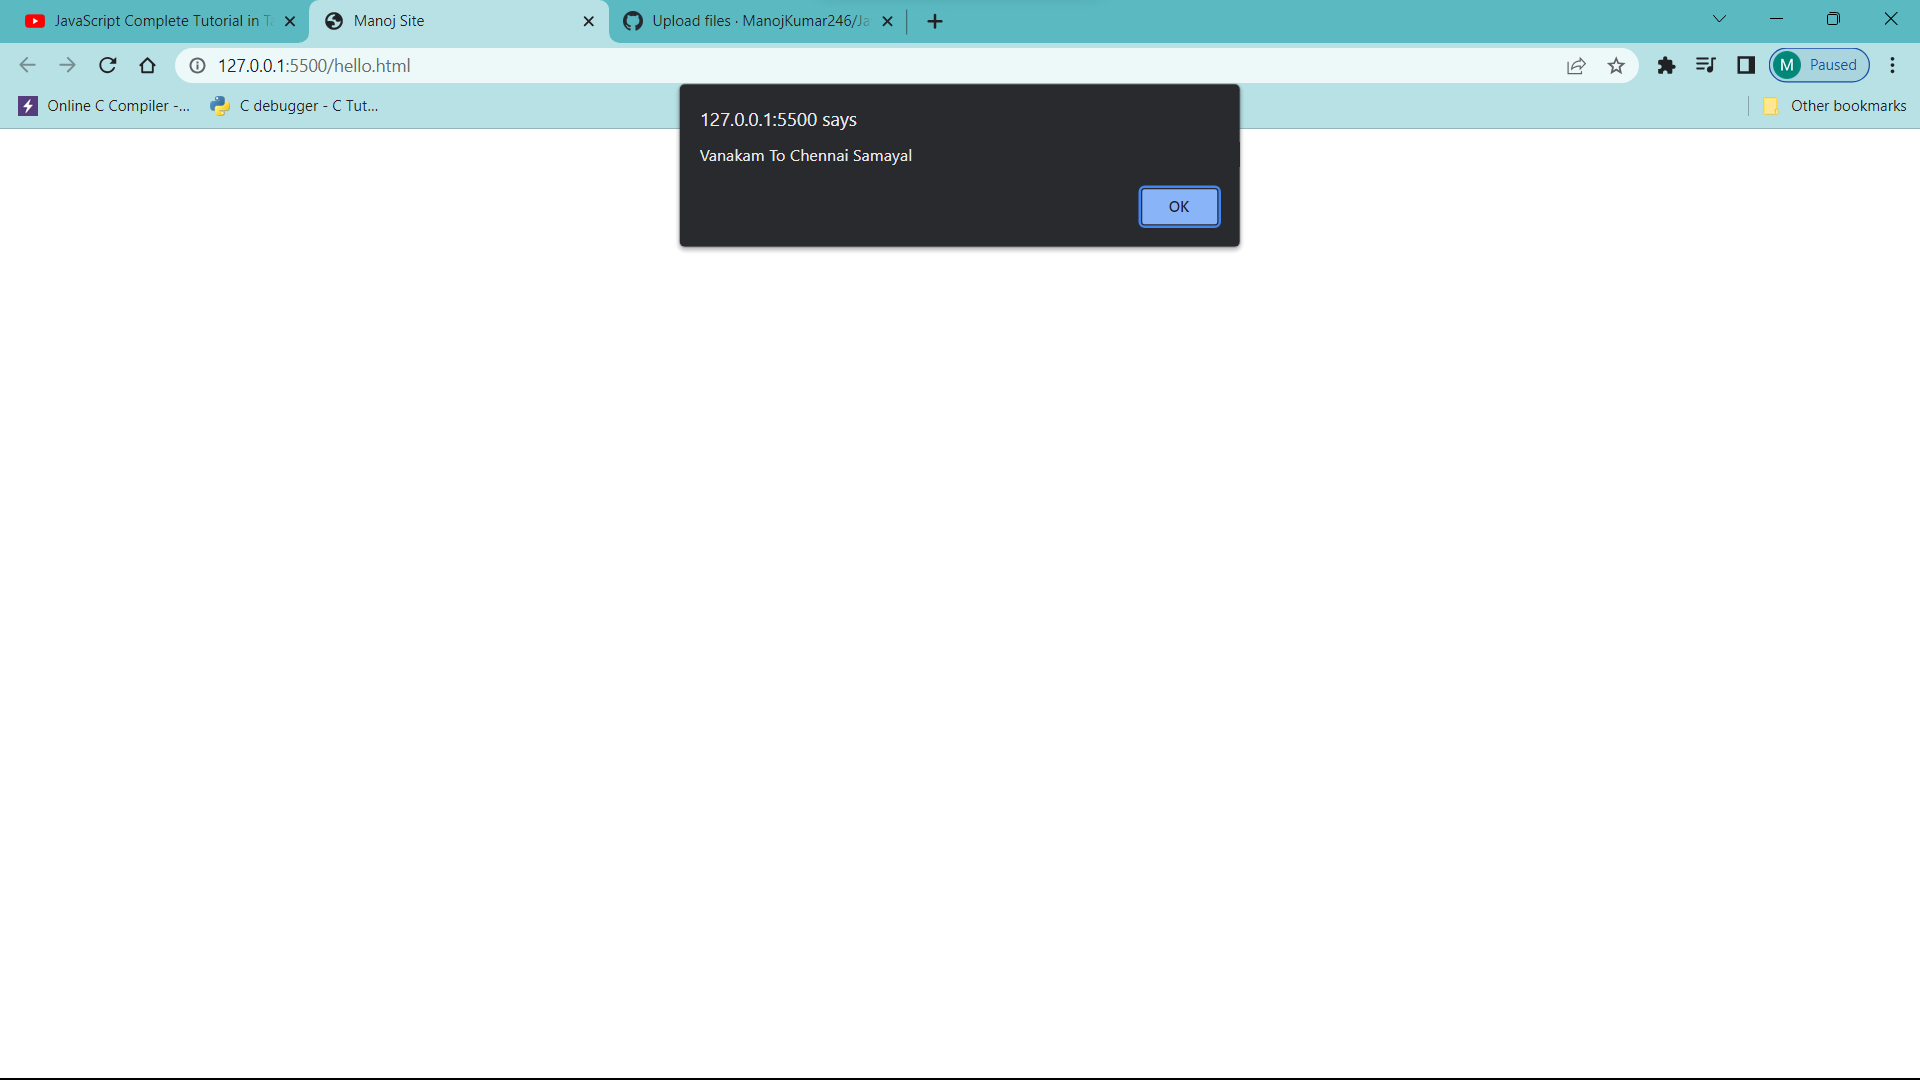 JavaScript Complete Tutorial in Ta
Manoj Site
Upload files · ManojKumar246/Ja
127.0.0.1:5500/hello.html
M Paused
Online C Compiler -...
C debugger - C Tut...
Other bookmarks
127.0.0.1:5500 says
Vanakam To Chennai Samayal
OK